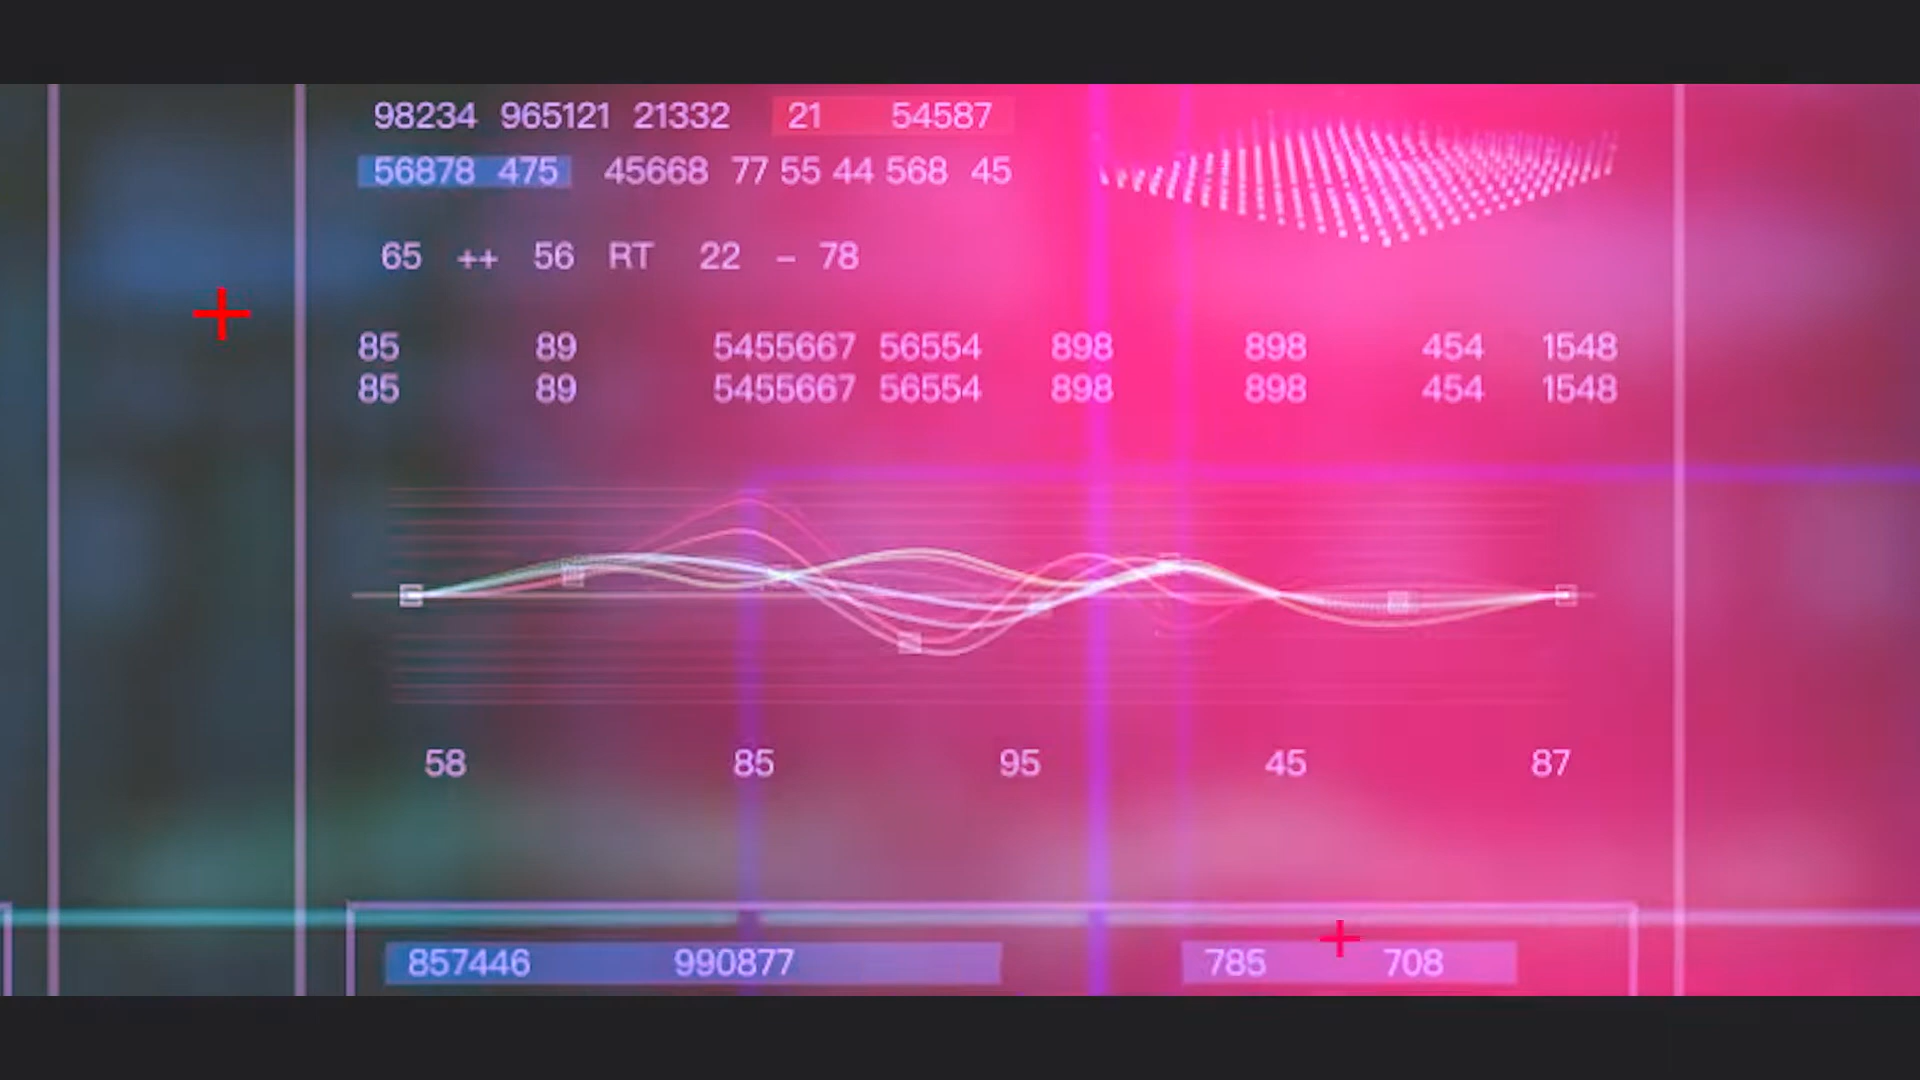 98234 965121 21332 21 54587
56878 475 45668 77 55 44 568 45
65 ++ 56 RT 22 – 78
85 89 5455667 56554 898 898 454 1548
85 89 5455667 56554 898 898 454 1548
58 85 95 45 87
857446 990877 785 708